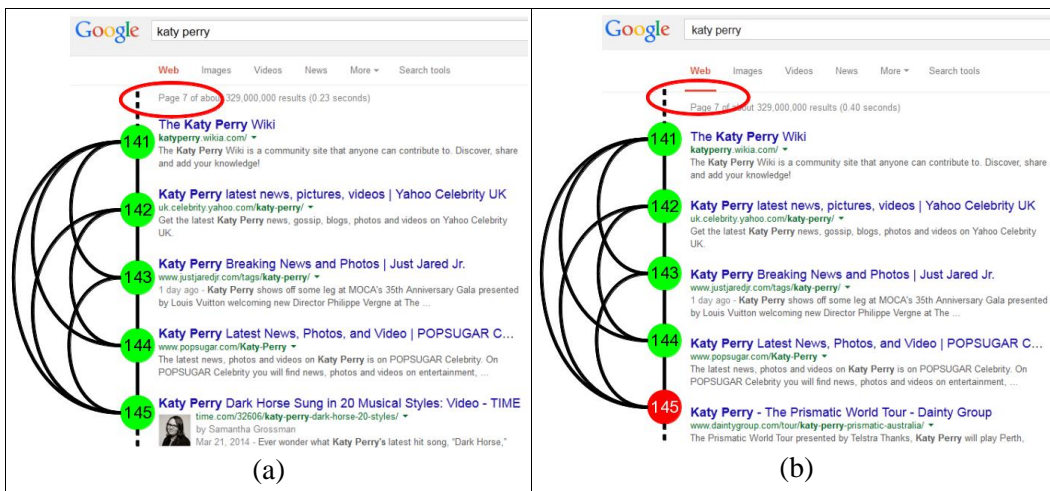 Google katy perry
Web Images Videos News More Search tools
Page 7 of about 329,000,000 results (0.23 seconds)
141
The Katy Perry Wiki
katyperry.wikia.com/
The Katy Perry Wiki is a community site that anyone can contribute to. Discover, share
and add your knowledge!
142
Katy Perry latest news, pictures, videos | Yahoo Celebrity UK
uk.celebrity.yahoo.com/katy-perry/
Get the latest Katy Perry news, gossip, blogs, photos and videos on Yahoo Celebrity
UK.
143
Katy Perry Breaking News and Photos | Just Jared Jr.
www.justjaredjr.com/tags/katy-perry/
1 day ago - Katy Perry shows off some leg at MOCA's 35th Anniversary Gala presented
by Louis Vuitton welcoming new Director Philippe Vergne at The ...
144
Katy Perry Latest News, Photos, and Video | POPSUGAR C...
www.popsugar.com/Katy-Perry
The latest news, photos and videos on Katy Perry is on POPSUGAR Celebrity. On
POPSUGAR Celebrity you will find news, photos and videos on entertainment, ...
145
Katy Perry Dark Horse Sung in 20 Musical Styles: Video - TIME
time.com/32606/katy-perry-dark-horse-20-styles/
by Samantha Grossman
Mar 21, 2014 - Ever wonder what Katy Perry's latest hit song, "Dark Horse,"
(a)
Google katy perry
Web Images Videos News More Search tools
Page 7 of about 329,000,000 results (0.40 seconds)
141
The Katy Perry Wiki
katyperry.wikia.com/
The Katy Perry Wiki is a community site that anyone can contribute to. Discover, share
and add your knowledge!
142
Katy Perry latest news, pictures, videos | Yahoo Celebrity UK
uk.celebrity.yahoo.com/katy-perry/
Get the latest Katy Perry news, gossip, blogs, photos and videos on Yahoo Celebrity
UK.
143
Katy Perry Breaking News and Photos | Just Jared Jr.
www.justjaredjr.com/tags/katy-perry/
1 day ago - Katy Perry shows off some leg at MOCA's 35th Anniversary Gala presented
by Louis Vuitton welcoming new Director Philippe Vergne at The ...
144
Katy Perry Latest News, Photos, and Video | POPSUGAR C...
www.popsugar.com/Katy-Perry
The latest news, photos and videos on Katy Perry is on POPSUGAR Celebrity. On
POPSUGAR Celebrity you will find news, photos and videos on entertainment, ...
145
Katy Perry - The Prismatic World Tour - Dainty Group
www.daintygroup.com/tour/katy-perry-prismatic-australia/
The Prismatic World Tour presented by Telstra Thanks, Katy Perry will play Perth,
(b)